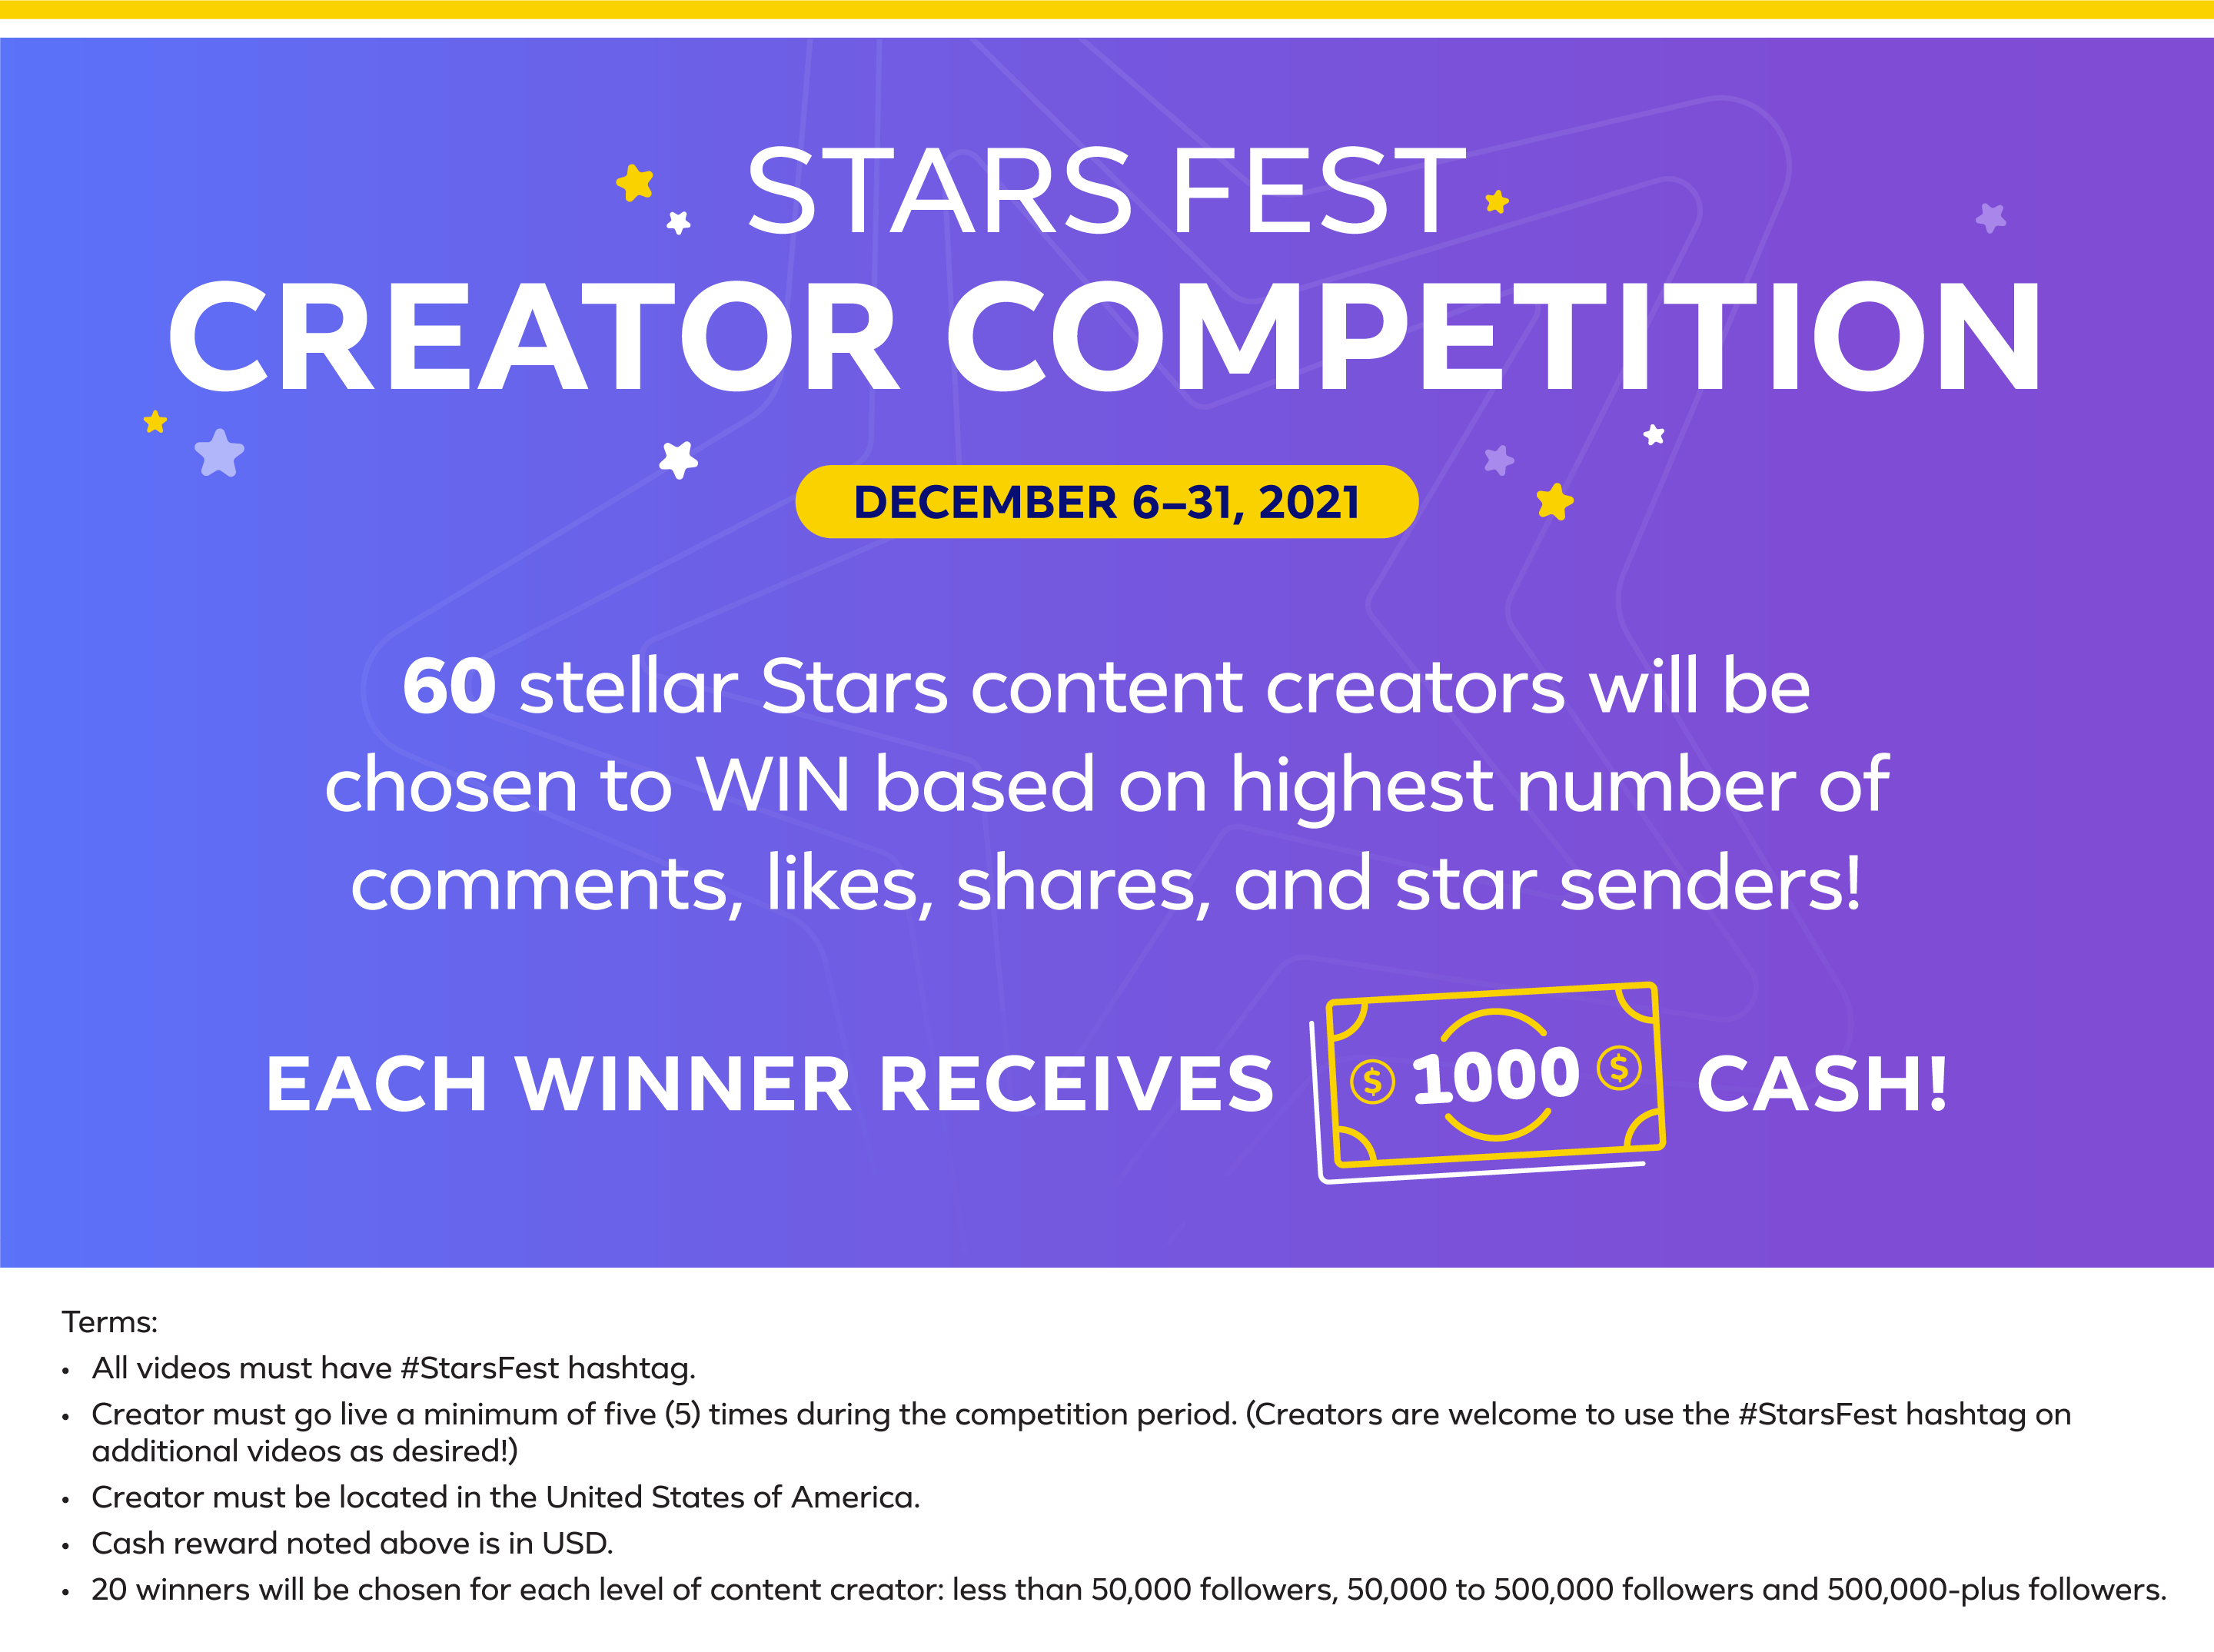 STARS FEST
CREATOR COMPETITION
DECEMBER 6–31, 2021
60 stellar Stars content creators will be
chosen to WIN based on highest number of
comments, likes, shares, and star senders!
EACH WINNER RECEIVES $ 1000 $ CASH!
Terms:
• All videos must have #StarsFest hashtag.
• Creator must go live a minimum of five (5) times during the competition period. (Creators are welcome to use the #StarsFest hashtag on
additional videos as desired!)
• Creator must be located in the United States of America.
• Cash reward noted above is in USD.
• 20 winners will be chosen for each level of content creator: less than 50,000 followers, 50,000 to 500,000 followers and 500,000-plus followers.